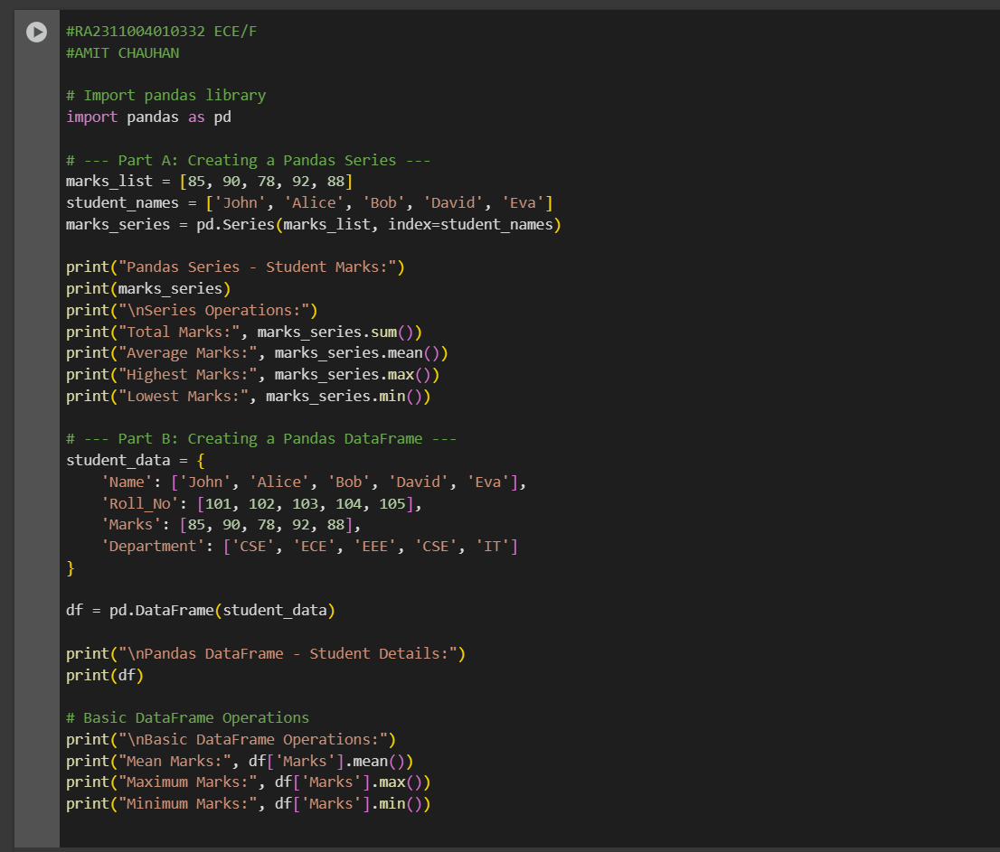 #RA2311004010332 ECE/F
#AMIT CHAUHAN
# Import pandas library
import pandas as pd
# --- Part A: Creating a Pandas Series ---
marks_list = [85, 90, 78, 92, 88]
student_names = ['John', 'Alice', 'Bob', 'David', 'Eva']
marks_series = pd.Series(marks_list, index=student_names)
print("Pandas Series - Student Marks:")
print(marks_series)
print("\nSeries Operations:")
print("Total Marks:", marks_series.sum())
print("Average Marks:", marks_series.mean())
print("Highest Marks:", marks_series.max())
print("Lowest Marks:", marks_series.min())
# --- Part B: Creating a Pandas DataFrame ---
student_data = {
    'Name': ['John', 'Alice', 'Bob', 'David', 'Eva'],
    'Roll_No': [101, 102, 103, 104, 105],
    'Marks': [85, 90, 78, 92, 88],
    'Department': ['CSE', 'ECE', 'EEE', 'CSE', 'IT']
}
df = pd.DataFrame(student_data)
print("\nPandas DataFrame - Student Details:")
print(df)
# Basic DataFrame Operations
print("\nBasic DataFrame Operations:")
print("Mean Marks:", df['Marks'].mean())
print("Maximum Marks:", df['Marks'].max())
print("Minimum Marks:", df['Marks'].min())